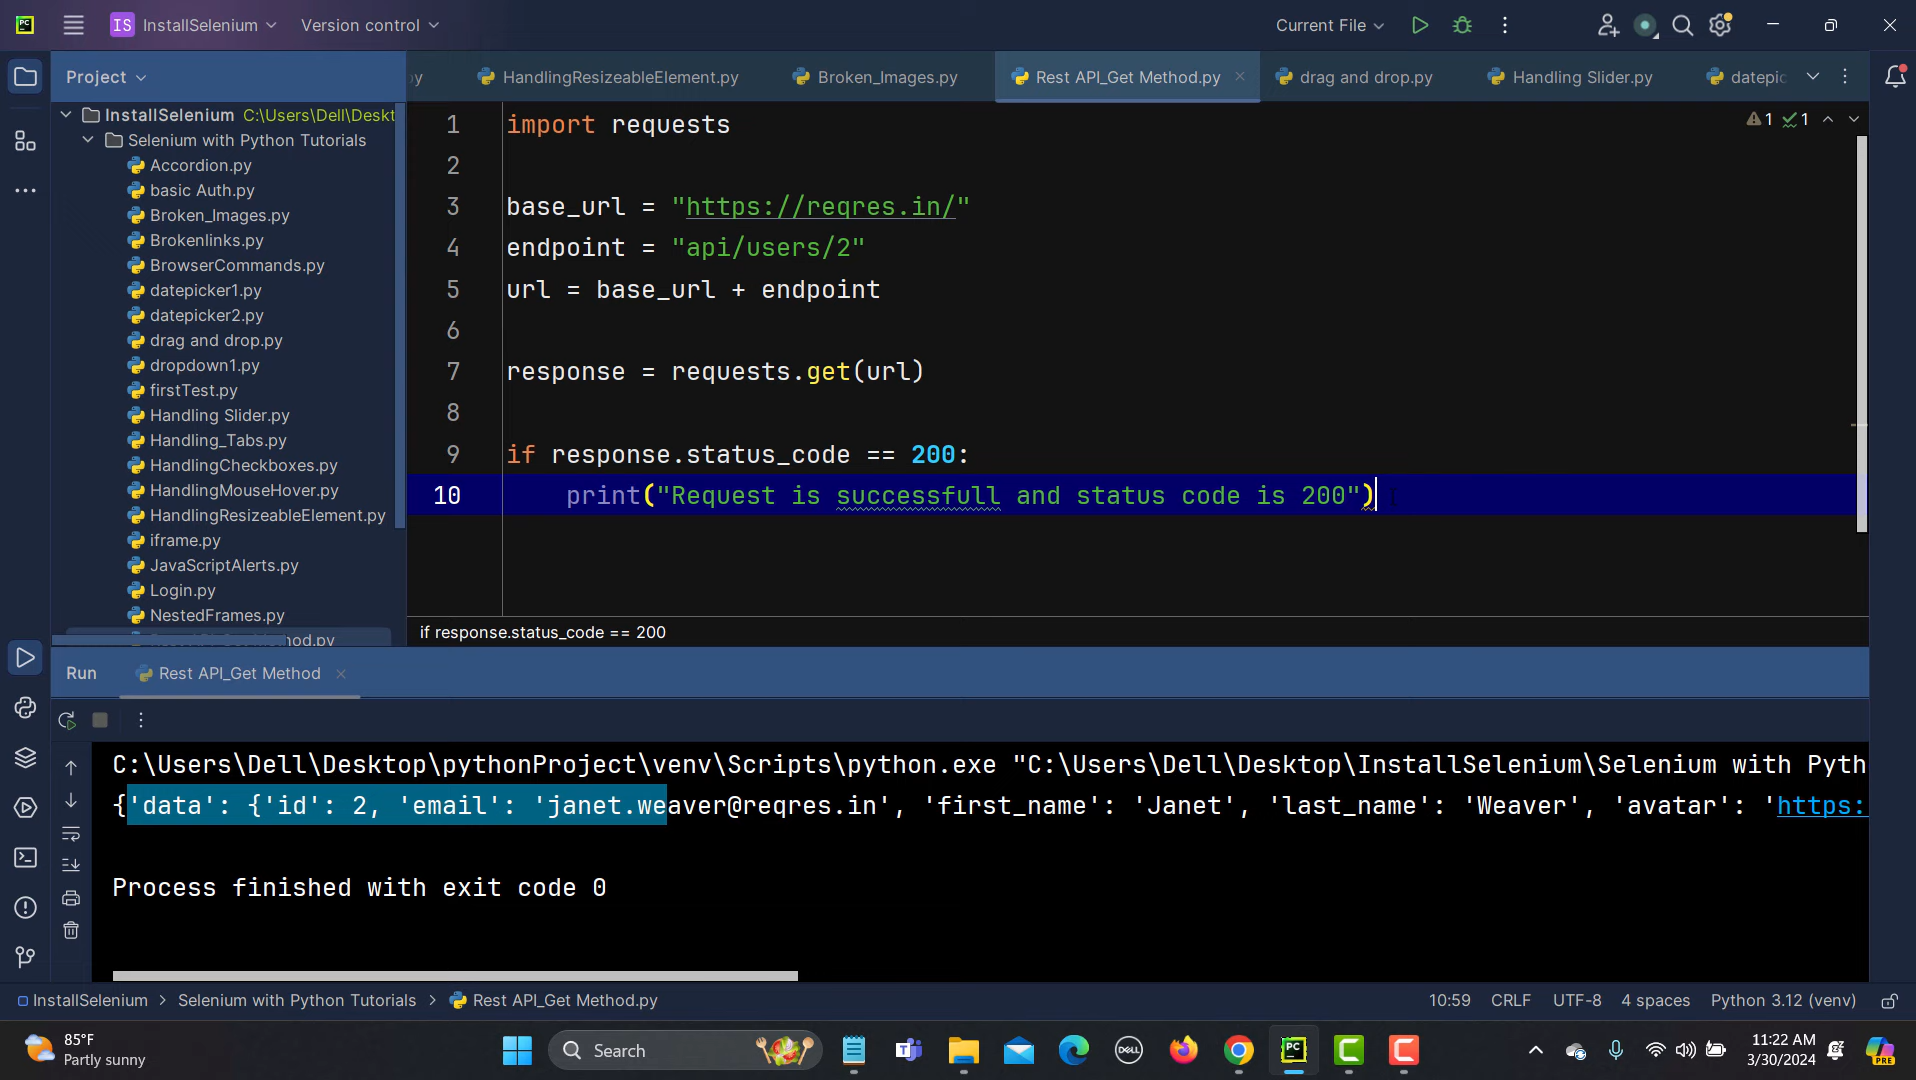 PC
IS InstallSelenium Version control Current File
Project
py HandlingResizeableElement.py Broken_Images.py Rest API_Get Method.py drag and drop.py Handling Slider.py datepic
InstallSelenium C:\Users\Dell\Deskt
Selenium with Python Tutorials
Accordion.py
basic Auth.py
Broken_Images.py
Brokenlinks.py
BrowserCommands.py
datepicker1.py
datepicker2.py
drag and drop.py
dropdown1.py
firstTest.py
Handling Slider.py
Handling_Tabs.py
HandlingCheckboxes.py
HandlingMouseHover.py
HandlingResizeableElement.py
iframe.py
JavaScriptAlerts.py
Login.py
NestedFrames.py
1 import requests
2
3 base_url = "https://reqres.in/"
4 endpoint = "api/users/2"
5 url = base_url + endpoint
6
7 response = requests.get(url)
8
9 if response.status_code == 200:
10 print("Request is successfull and status code is 200")
1 1
if response.status_code == 200
Run Rest API_Get Method
C:\Users\Dell\Desktop\pythonProject\venv\Scripts\python.exe "C:\Users\Dell\Desktop\InstallSelenium\Selenium with Pyth
{'data': {'id': 2, 'email': 'janet.weaver@reqres.in', 'first_name': 'Janet', 'last_name': 'Weaver', 'avatar': 'https:
Process finished with exit code 0
InstallSelenium > Selenium with Python Tutorials > Rest API_Get Method.py 10:59 CRLF UTF-8 4 spaces Python 3.12 (venv)
85°F
Partly sunny
Search
DELL
PC
11:22 AM
3/30/2024
PRE